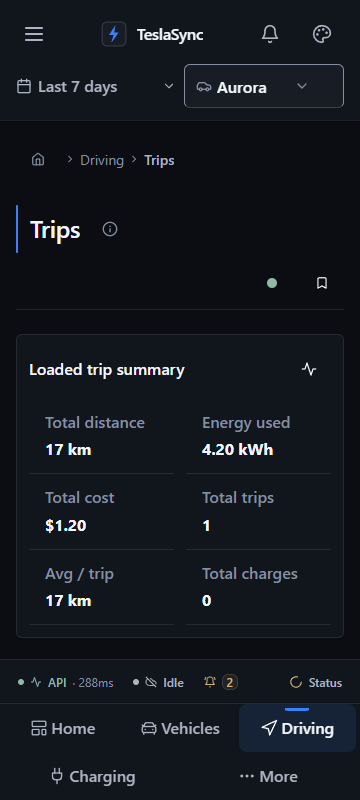 TeslaSync
Last 7 days
Aurora
Driving Trips
Trips
Loaded trip summary
Total distance Energy used
17 km 4.20 kWh
Total cost Total trips
$1.20 1
Avg / trip Total charges
17 km 0
API · 288ms Idle 2 Status
Home Vehicles Driving
Charging More